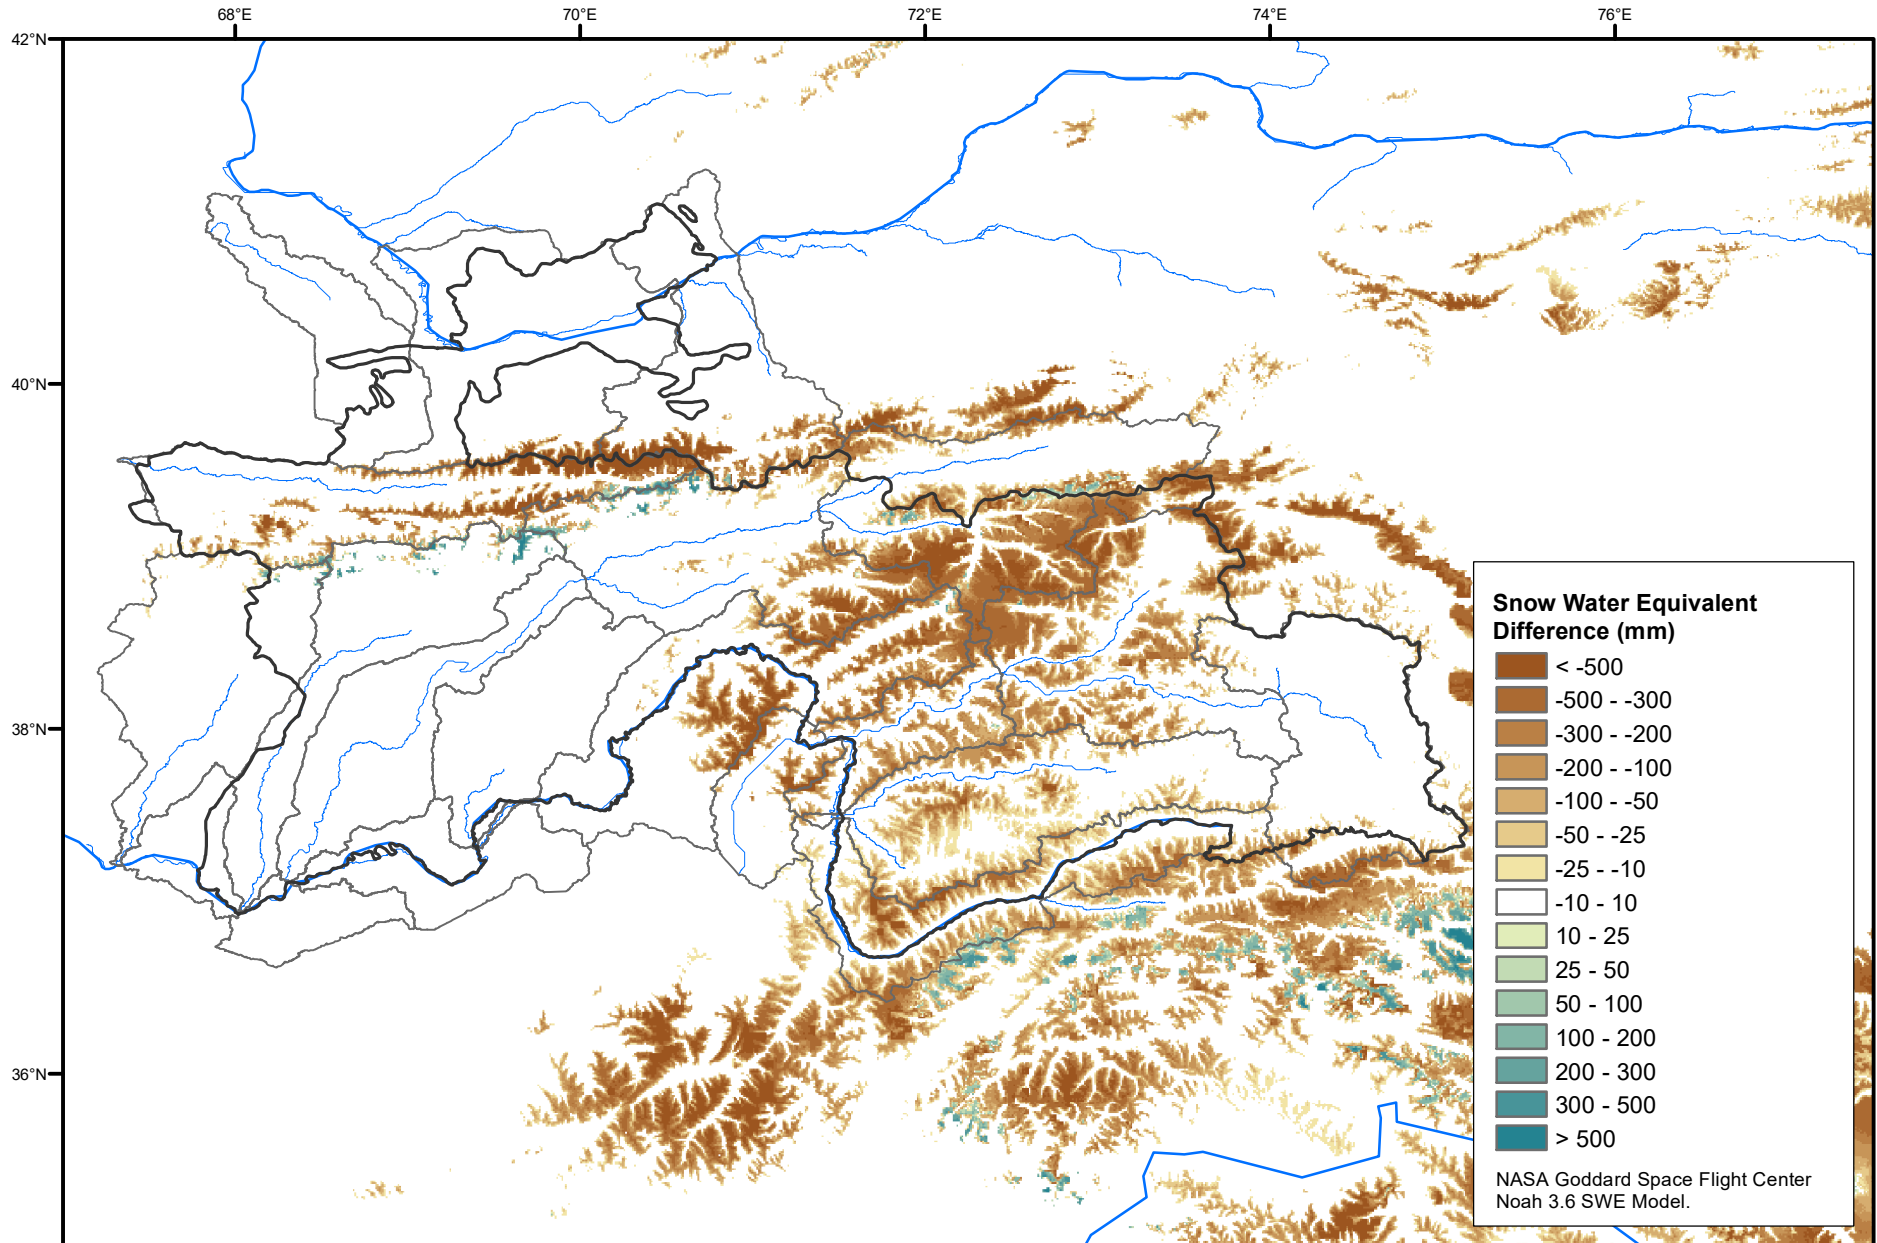 68°E
70°E
72°E
74°E
76°E
42°N
40°N
38°N
36°N
Snow Water Equivalent
Difference (mm)
< -500
-500 - -300
-300 - -200
-200 - -100
-100 - -50
-50 - -25
-25 - -10
-10 - 10
10 - 25
25 - 50
50 - 100
100 - 200
200 - 300
300 - 500
> 500
NASA Goddard Space Flight Center
Noah 3.6 SWE Model.